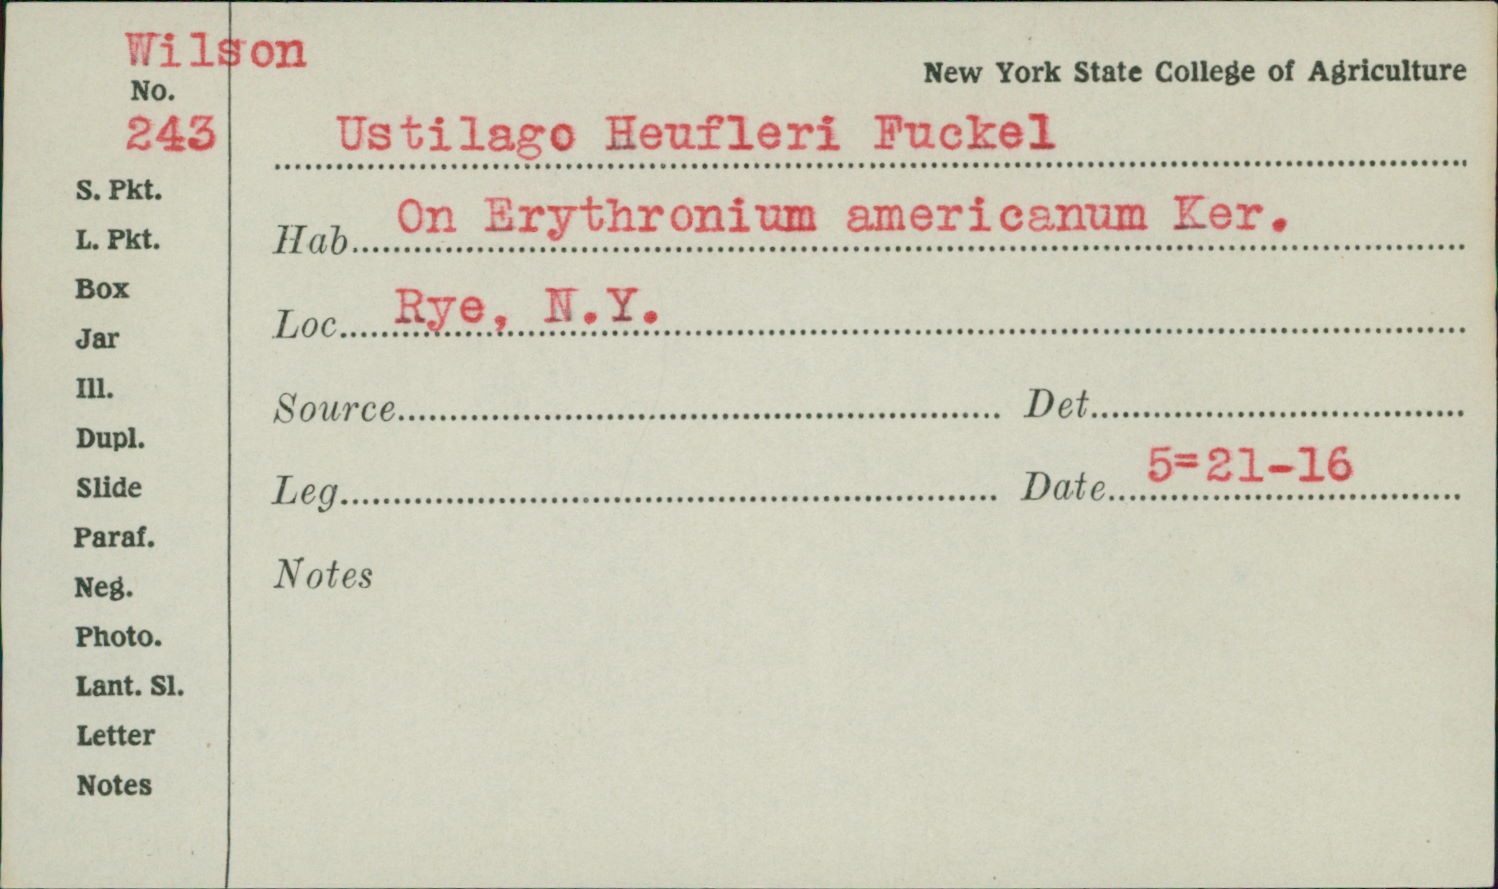 Wilson
No.
243
New York State College of Agriculture
Ustilago Heufleri Fuckel
Hab. On Erythronium americanum Ker.
Loc. Rye, N.Y.
Source Det.
Leg. Date 5=21-16
Notes
S. Pkt.
L. Pkt.
Box
Jar
Ill.
Dupl.
Slide
Paraf.
Neg.
Photo.
Lant. Sl.
Letter
Notes